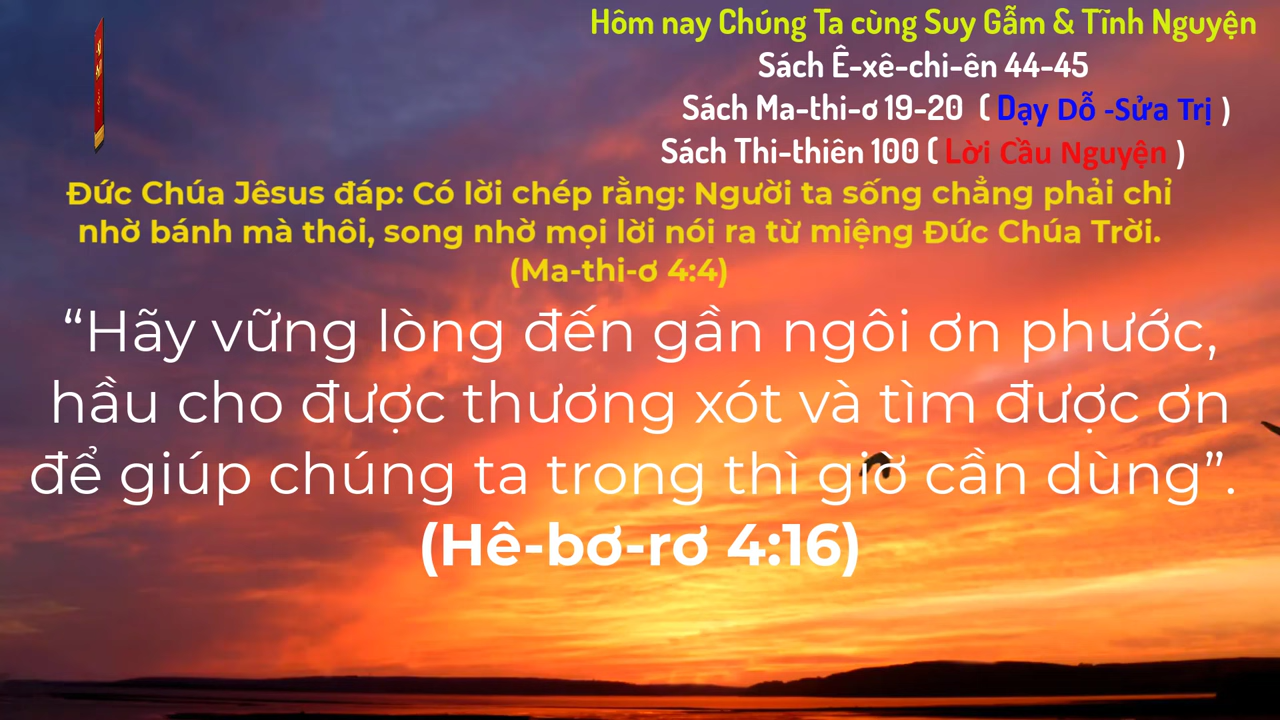 Hôm nay Chúng Ta cùng Suy Gẫm & Tĩnh Nguyện
Sách Ê-xê-chi-ên 44-45
Sách Ma-thi-ơ 19-20 ( Dạy Dỗ -Sửa Trị )
Sách Thi-thiên 100 ( Lời Cầu Nguyện )
Đức Chúa Jêsus đáp: Có lời chép rằng: Người ta sống chẳng phải chỉ
nhờ bánh mà thôi, song nhờ mọi lời nói ra từ miệng Đức Chúa Trời.
(Ma-thi-ơ 4:4)
“Hãy vững lòng đến gần ngôi ơn phước,
hầu cho được thương xót và tìm được ơn
để giúp chúng ta trong thì giờ cần dùng”.
(Hê-bơ-rơ 4:16)